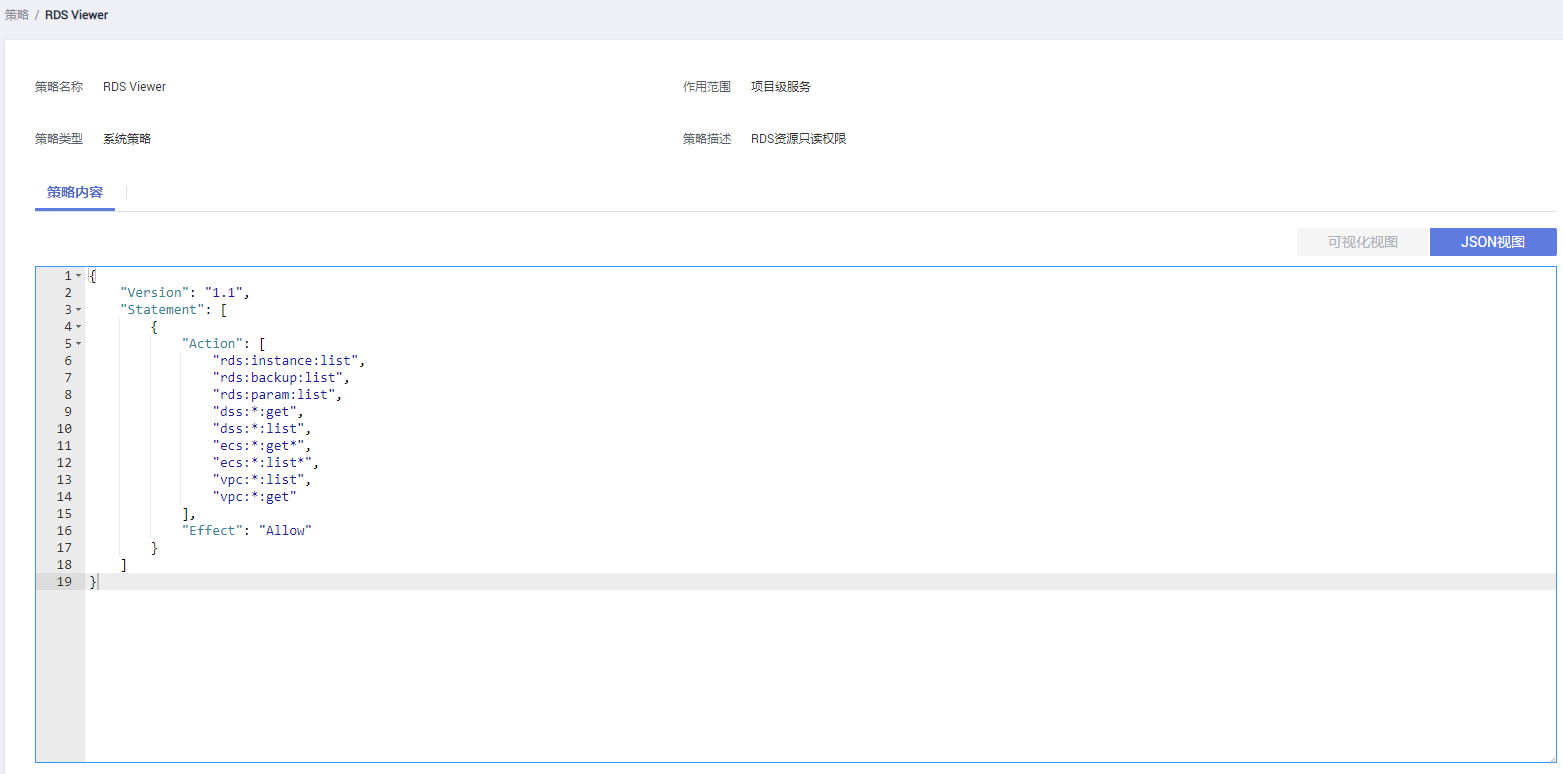 策略 / RDS Viewer
策略名称 RDS Viewer 作用范围 项目级服务
策略类型 系统策略 策略描述 RDS资源只读权限
策略内容
可视化视图 JSON视图
1 {
2 "Version": "1.1",
3 "Statement": [
4 {
5 "Action": [
6 "rds:instance:list",
7 "rds:backup:list",
8 "rds:param:list",
9 "dss:*:get",
10 "dss:*:list",
11 "ecs:*:get*",
12 "ecs:*:list*",
13 "vpc:*:list",
14 "vpc:*:get"
15 ],
16 "Effect": "Allow"
17 }
18 ]
19 }